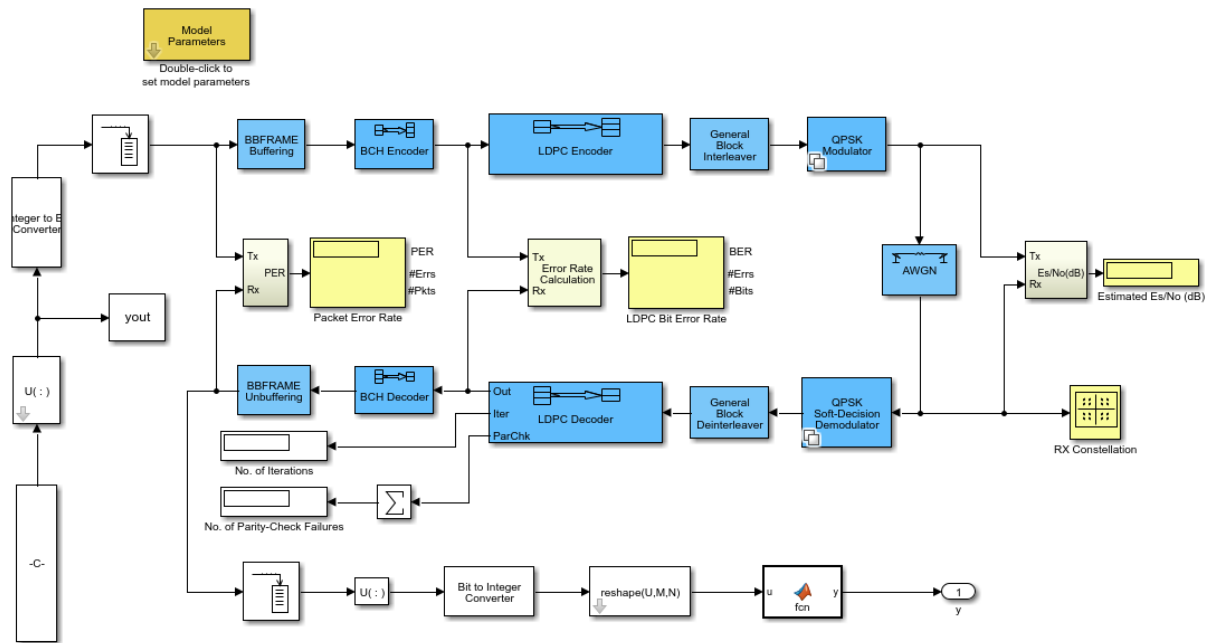 Model
Parameters
Double-click to
set model parameters
BBFRAME
Buffering
BCH Encoder
LDPC Encoder
General
Block
Interleaver
QPSK
Modulator
nteger to B
Converter
Tx
PER
Rx
PER
#Errs
#Pkts
Packet Error Rate
Tx
Error Rate
Calculation
Rx
BER
#Errs
#Bits
LDPC Bit Error Rate
AWGN
Tx
Es/No(dB)
Rx
Estimated Es/No (dB)
yout
U( : )
BBFRAME
Unbuffering
BCH Decoder
Out
Iter
ParChk
LDPC Decoder
General
Block
Deinterleaver
QPSK
Soft-Decision
Demodulator
RX Constellation
No. of Iterations
No. of Parity-Check Failures
Σ
-C-
U( : )
Bit to Integer
Converter
reshape(U,M,N)
u
y
fcn
1
y